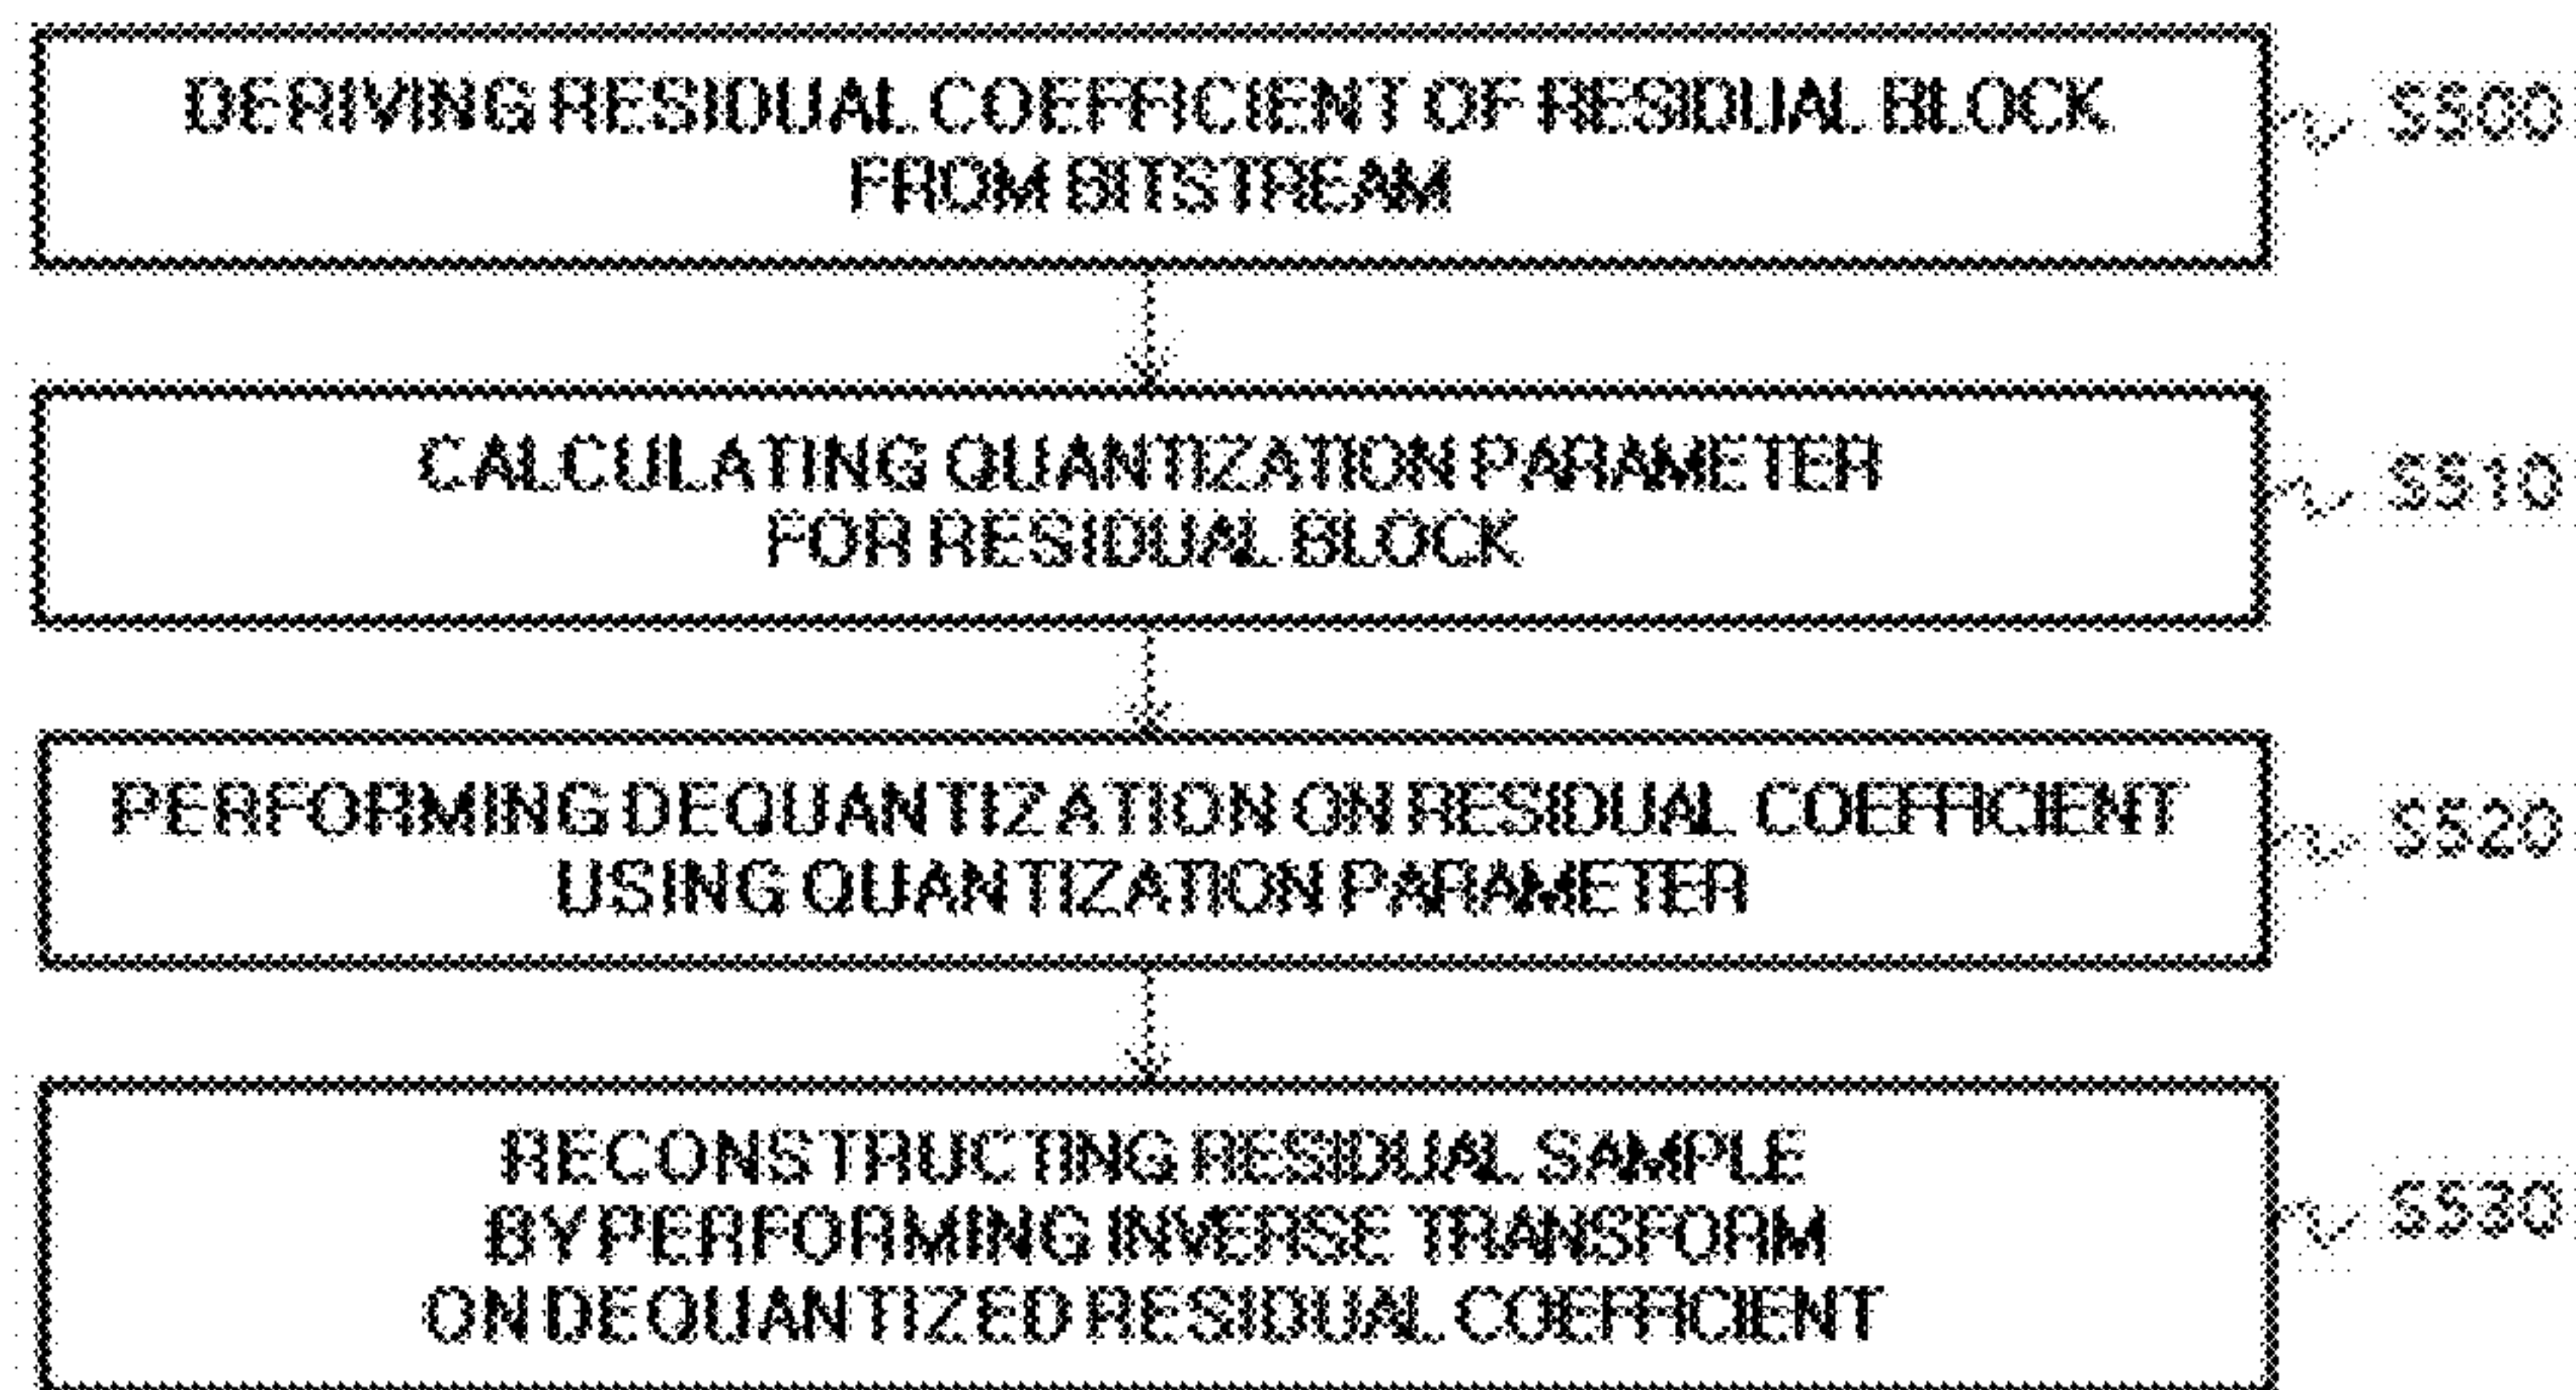 DERIVING RESIDUAL COEFFICIENT OF RESIDUAL BLOCK
FROM BITSTREAM
S500
CALCULATING QUANTIZATION PARAMETER
FOR RESIDUAL BLOCK
S510
PERFORMING DEQUANTIZATION ON RESIDUAL COEFFICIENT
USING QUANTIZATION PARAMETER
S520
RECONSTRUCTING RESIDUAL SAMPLE
BY PERFORMING INVERSE TRANSFORM
ON DEQUANTIZED RESIDUAL COEFFICIENT
S530